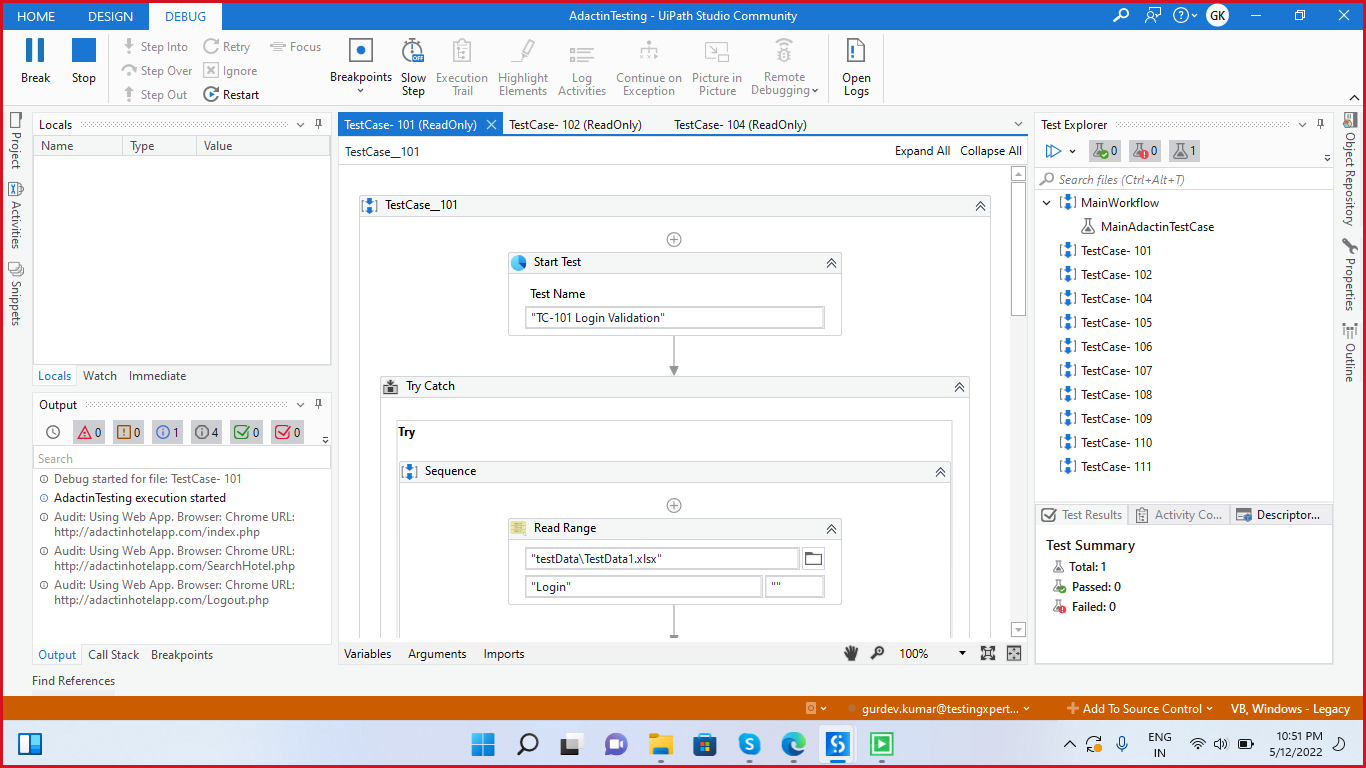 HOME DESIGN DEBUG AdactinTesting - UiPath Studio Community GK
Step Into Retry Focus
Step Over Ignore
Step Out Restart
Break Stop Breakpoints Slow Step Execution Trail Highlight Elements Log Activities Continue on Exception Picture in Picture Remote Debugging Open Logs
Project
Activities
Snippets
Locals
Name Type Value
Locals Watch Immediate
Output
0 0 1 4 0 0
Search
Debug started for file: TestCase- 101
AdactinTesting execution started
Audit: Using Web App. Browser: Chrome URL:
http://adactinhotelapp.com/index.php
Audit: Using Web App. Browser: Chrome URL:
http://adactinhotelapp.com/SearchHotel.php
Audit: Using Web App. Browser: Chrome URL:
http://adactinhotelapp.com/Logout.php
Output Call Stack Breakpoints
Find References
TestCase- 101 (ReadOnly) TestCase- 102 (ReadOnly) TestCase- 104 (ReadOnly)
TestCase__101 Expand All Collapse All
TestCase__101
Start Test
Test Name
"TC-101 Login Validation"
Try Catch
Try
Sequence
Read Range
"testData\TestData1.xlsx"
"Login" ""
Variables Arguments Imports 100%
Test Explorer
0 0 1
Search files (Ctrl+Alt+T)
MainWorkflow
MainAdactinTestCase
TestCase- 101
TestCase- 102
TestCase- 104
TestCase- 105
TestCase- 106
TestCase- 107
TestCase- 108
TestCase- 109
TestCase- 110
TestCase- 111
Test Results Activity Co... Descriptor...
Test Summary
Total: 1
Passed: 0
Failed: 0
Object Repository
Properties
Outline
gurdev.kumar@testingxpert... Add To Source Control VB, Windows - Legacy
ENG
IN
10:51 PM
5/12/2022